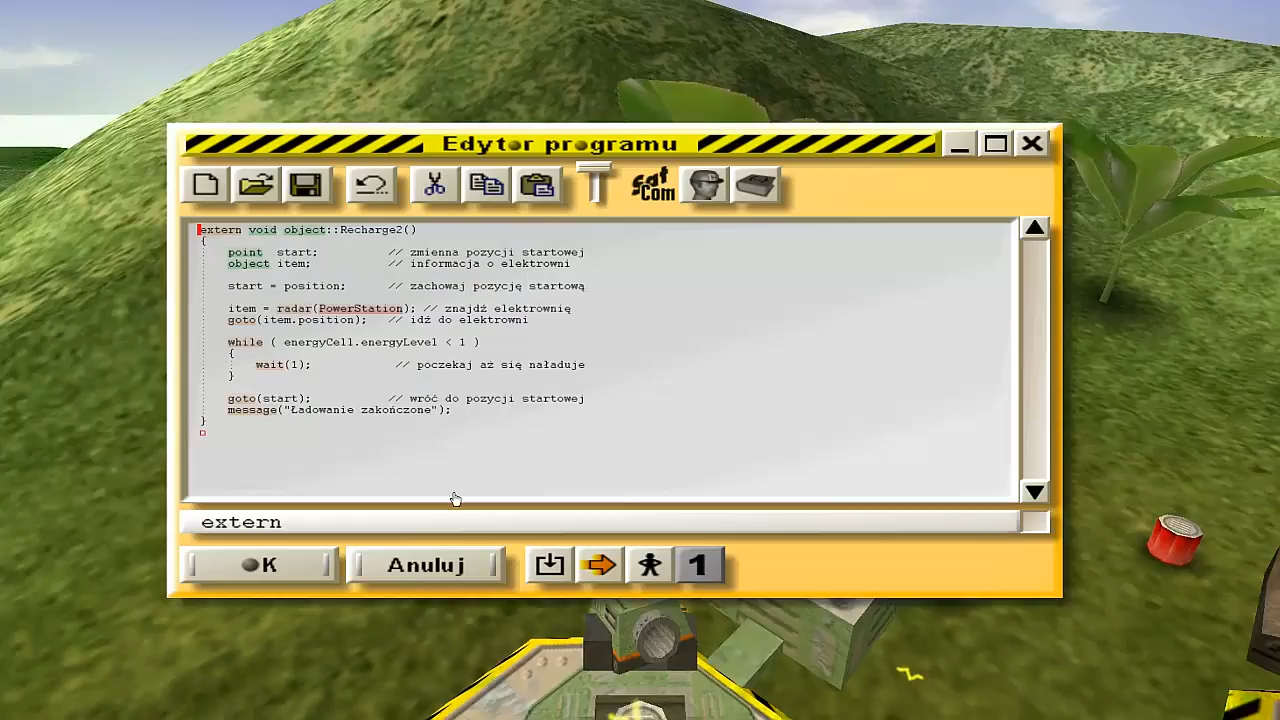 Edytor programu
Sat Com
extern void object::Recharge2()
{
point start; // zmienna pozycji startowej
object item; // informacja o elektrowni
start = position; // zachowaj pozycję startową
item = radar(PowerStation); // znajdź elektrownię
goto(item.position); // idź do elektrowni
while ( energyCell.energyLevel < 1 )
{
wait(1); // poczekaj aż się naładuje
}
goto(start); // wróć do pozycji startowej
message("Ładowanie zakończone");
}
extern
OK
Anuluj
1